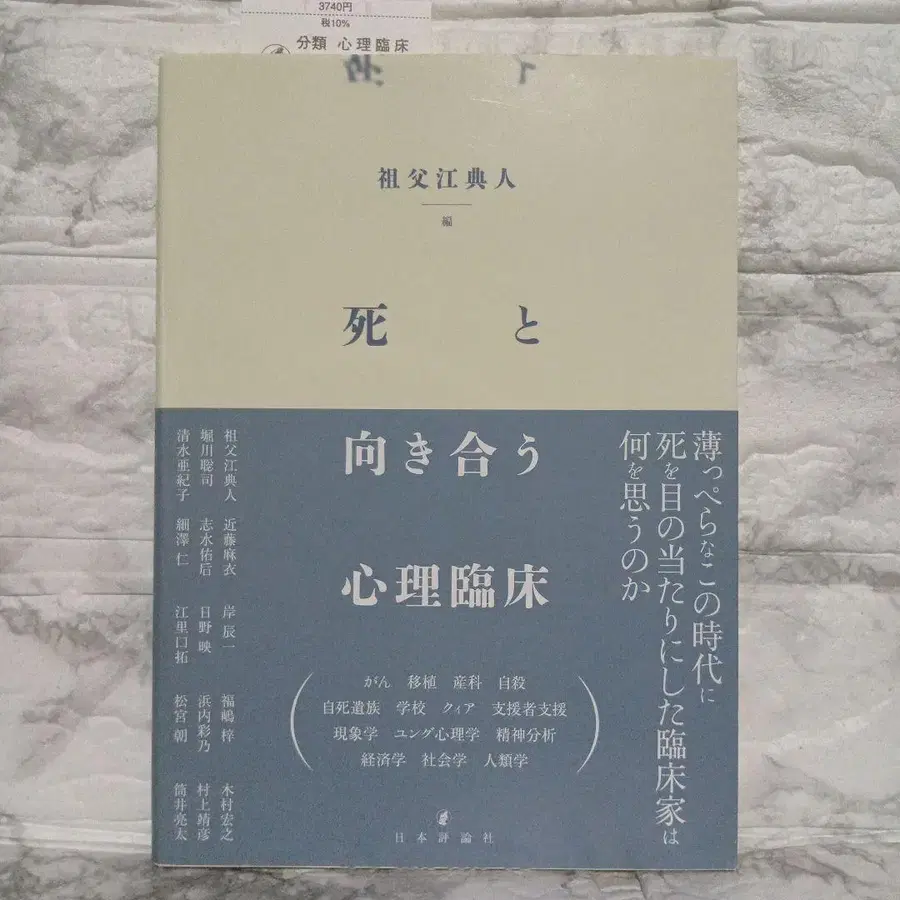 3740円
税10%
分類 心理臨床
祖父江典人
編
死と
向き合う
心理臨床
薄っぺらなこの時代に
死を目の当たりにした臨床家は
何を思うのか
がん 移植 産科 自殺
自死遺族 学校 クィア 支援者支援
現象学 ユング心理学 精神分析
経済学 社会学 人類学
祖父江典人 近藤麻衣 岸辰一 福嶋梓 木村宏之
堀川聡司 志水佑后 日野映 浜内彩乃 村上靖彦
清水亜紀子 細澤仁 江里口拓 松宮朝 筒井亮太
日本評論社